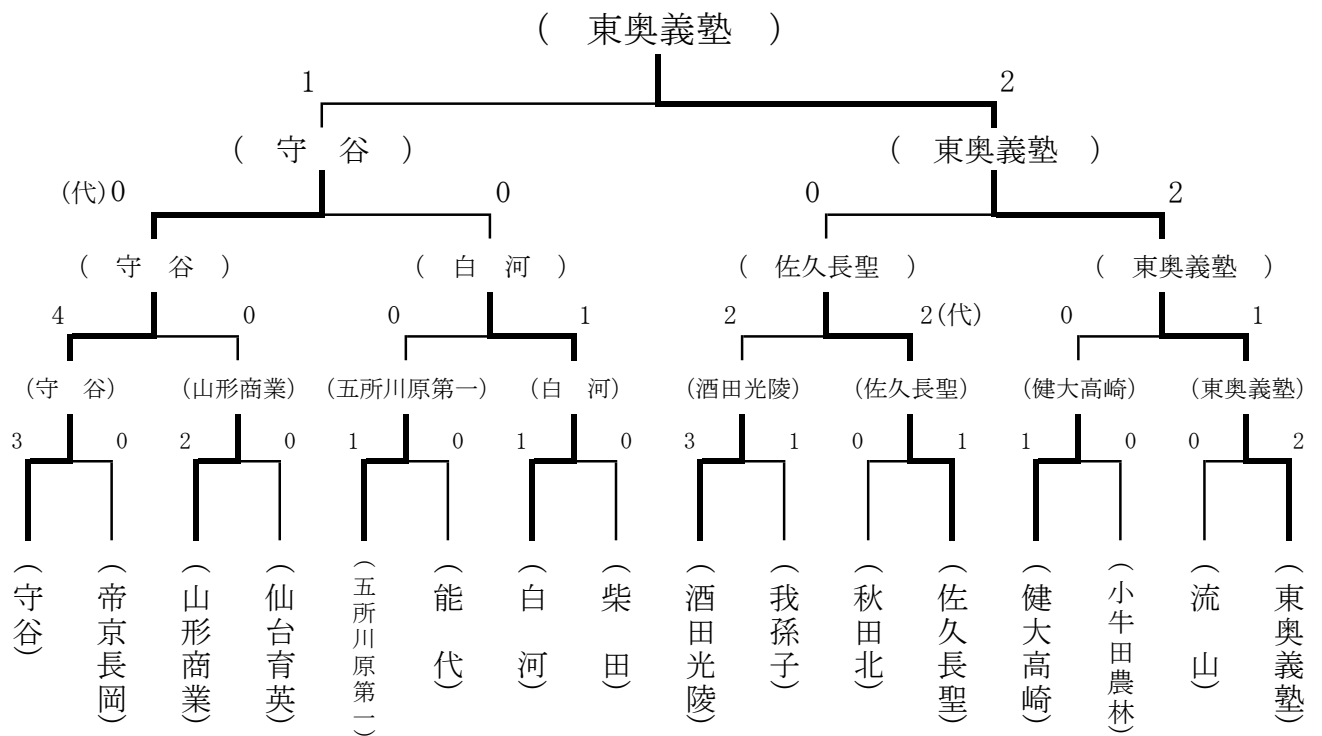 ( 東奥義塾 )
1 2
( 守 谷 ) ( 東奥義塾 )
(代)0 0 0 2
( 守 谷 ) ( 白 河 ) ( 佐久長聖 ) ( 東奥義塾 )
4 0 0 1 2 2(代) 0 1
(守 谷) (山形商業) (五所川原第一) (白 河) (酒田光陵) (佐久長聖) (健大高崎) (東奥義塾)
3 0 2 0 1 0 1 0 3 1 0 1 1 0 0 2
(守谷)
(帝京長岡)
(山形商業)
(仙台育英)
(五所川原第一)
(能 代)
(白 河)
(柴 田)
(酒田光陵)
(我孫子)
(秋田北)
(佐久長聖)
(健大高崎)
(小牛田農林)
(流 山)
(東奥義塾)